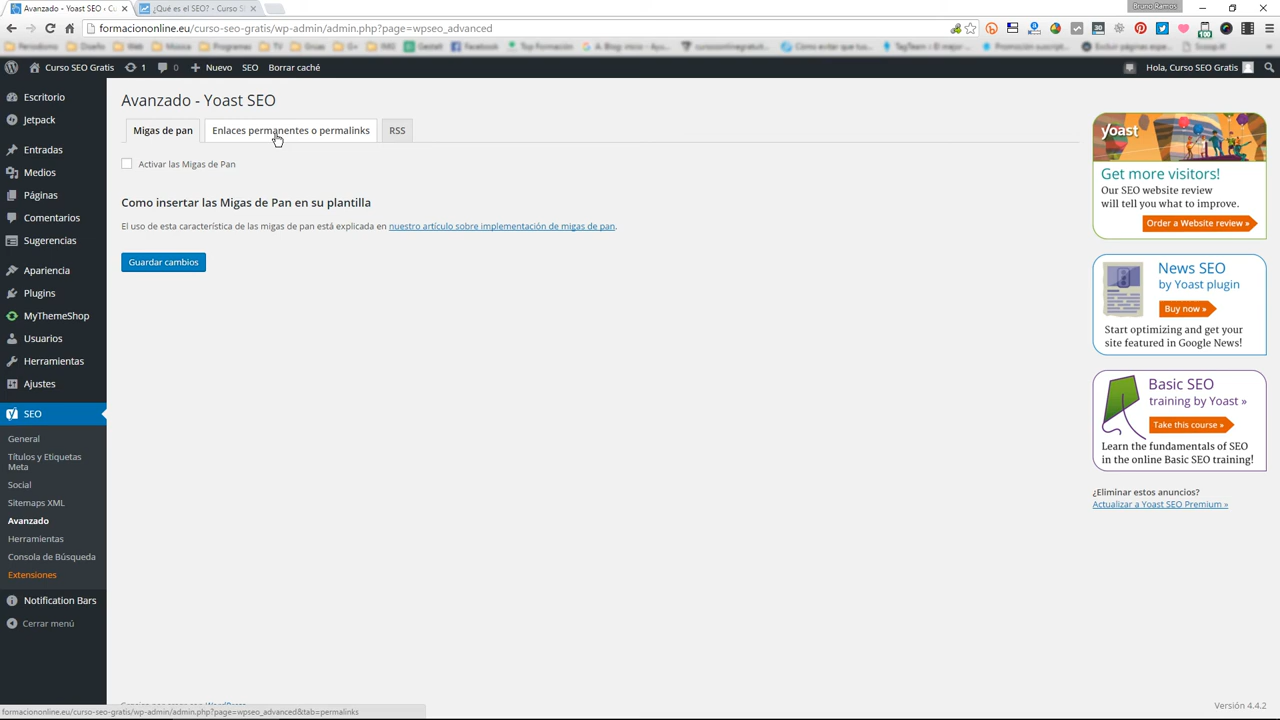 Avanzado - Yoast SEO
¿Qué es el SEO? - Curso S
Bruno Ramos
formaciononline.eu/curso-seo-gratis/wp-admin/admin.php?page=wpseo_advanced
Curso SEO Gratis
1
0
Nuevo
SEO
Borrar caché
Hola, Curso SEO Gratis
Escritorio
Jetpack
Entradas
Medios
Páginas
Comentarios
Sugerencias
Apariencia
Plugins
MyThemeShop
Usuarios
Herramientas
Ajustes
SEO
General
Títulos y Etiquetas
Meta
Social
Sitemaps XML
Avanzado
Herramientas
Consola de Búsqueda
Extensiones
Notification Bars
Cerrar menú
Avanzado - Yoast SEO
Migas de pan
Enlaces permanentes o permalinks
RSS
Activar las Migas de Pan
Como insertar las Migas de Pan en su plantilla
El uso de esta característica de las migas de pan está explicada en nuestro artículo sobre implementación de migas de pan.
Guardar cambios
yoast
Get more visitors!
Our SEO website review
will tell you what to improve.
Order a Website review »
News SEO
by Yoast plugin
Buy now »
Start optimizing and get your
site featured in Google News!
Basic SEO
training by Yoast »
Take this course »
Learn the fundamentals of SEO
in the online Basic SEO training!
¿Eliminar estos anuncios?
Actualizar a Yoast SEO Premium »
Versión 4.4.2
formaciononline.eu/curso-seo-gratis/wp-admin/admin.php?page=wpseo_advanced&tab=permalinks